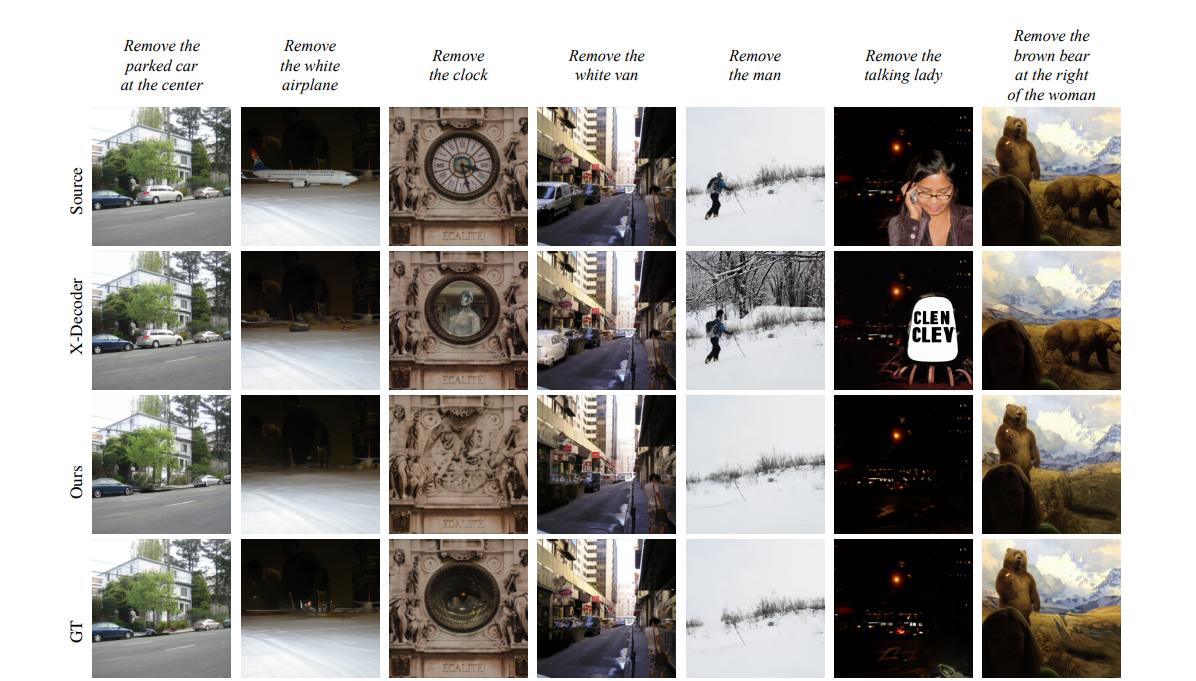 Remove the
parked car
at the center
Remove
the white
airplane
Remove
the clock
Remove the
white van
Remove
the man
Remove the
talking lady
Remove the
brown bear
at the right
of the woman
Source
EGALITE
X-Decoder
EGALITE
CLEN
CLEV
Ours
GT
EGALITE